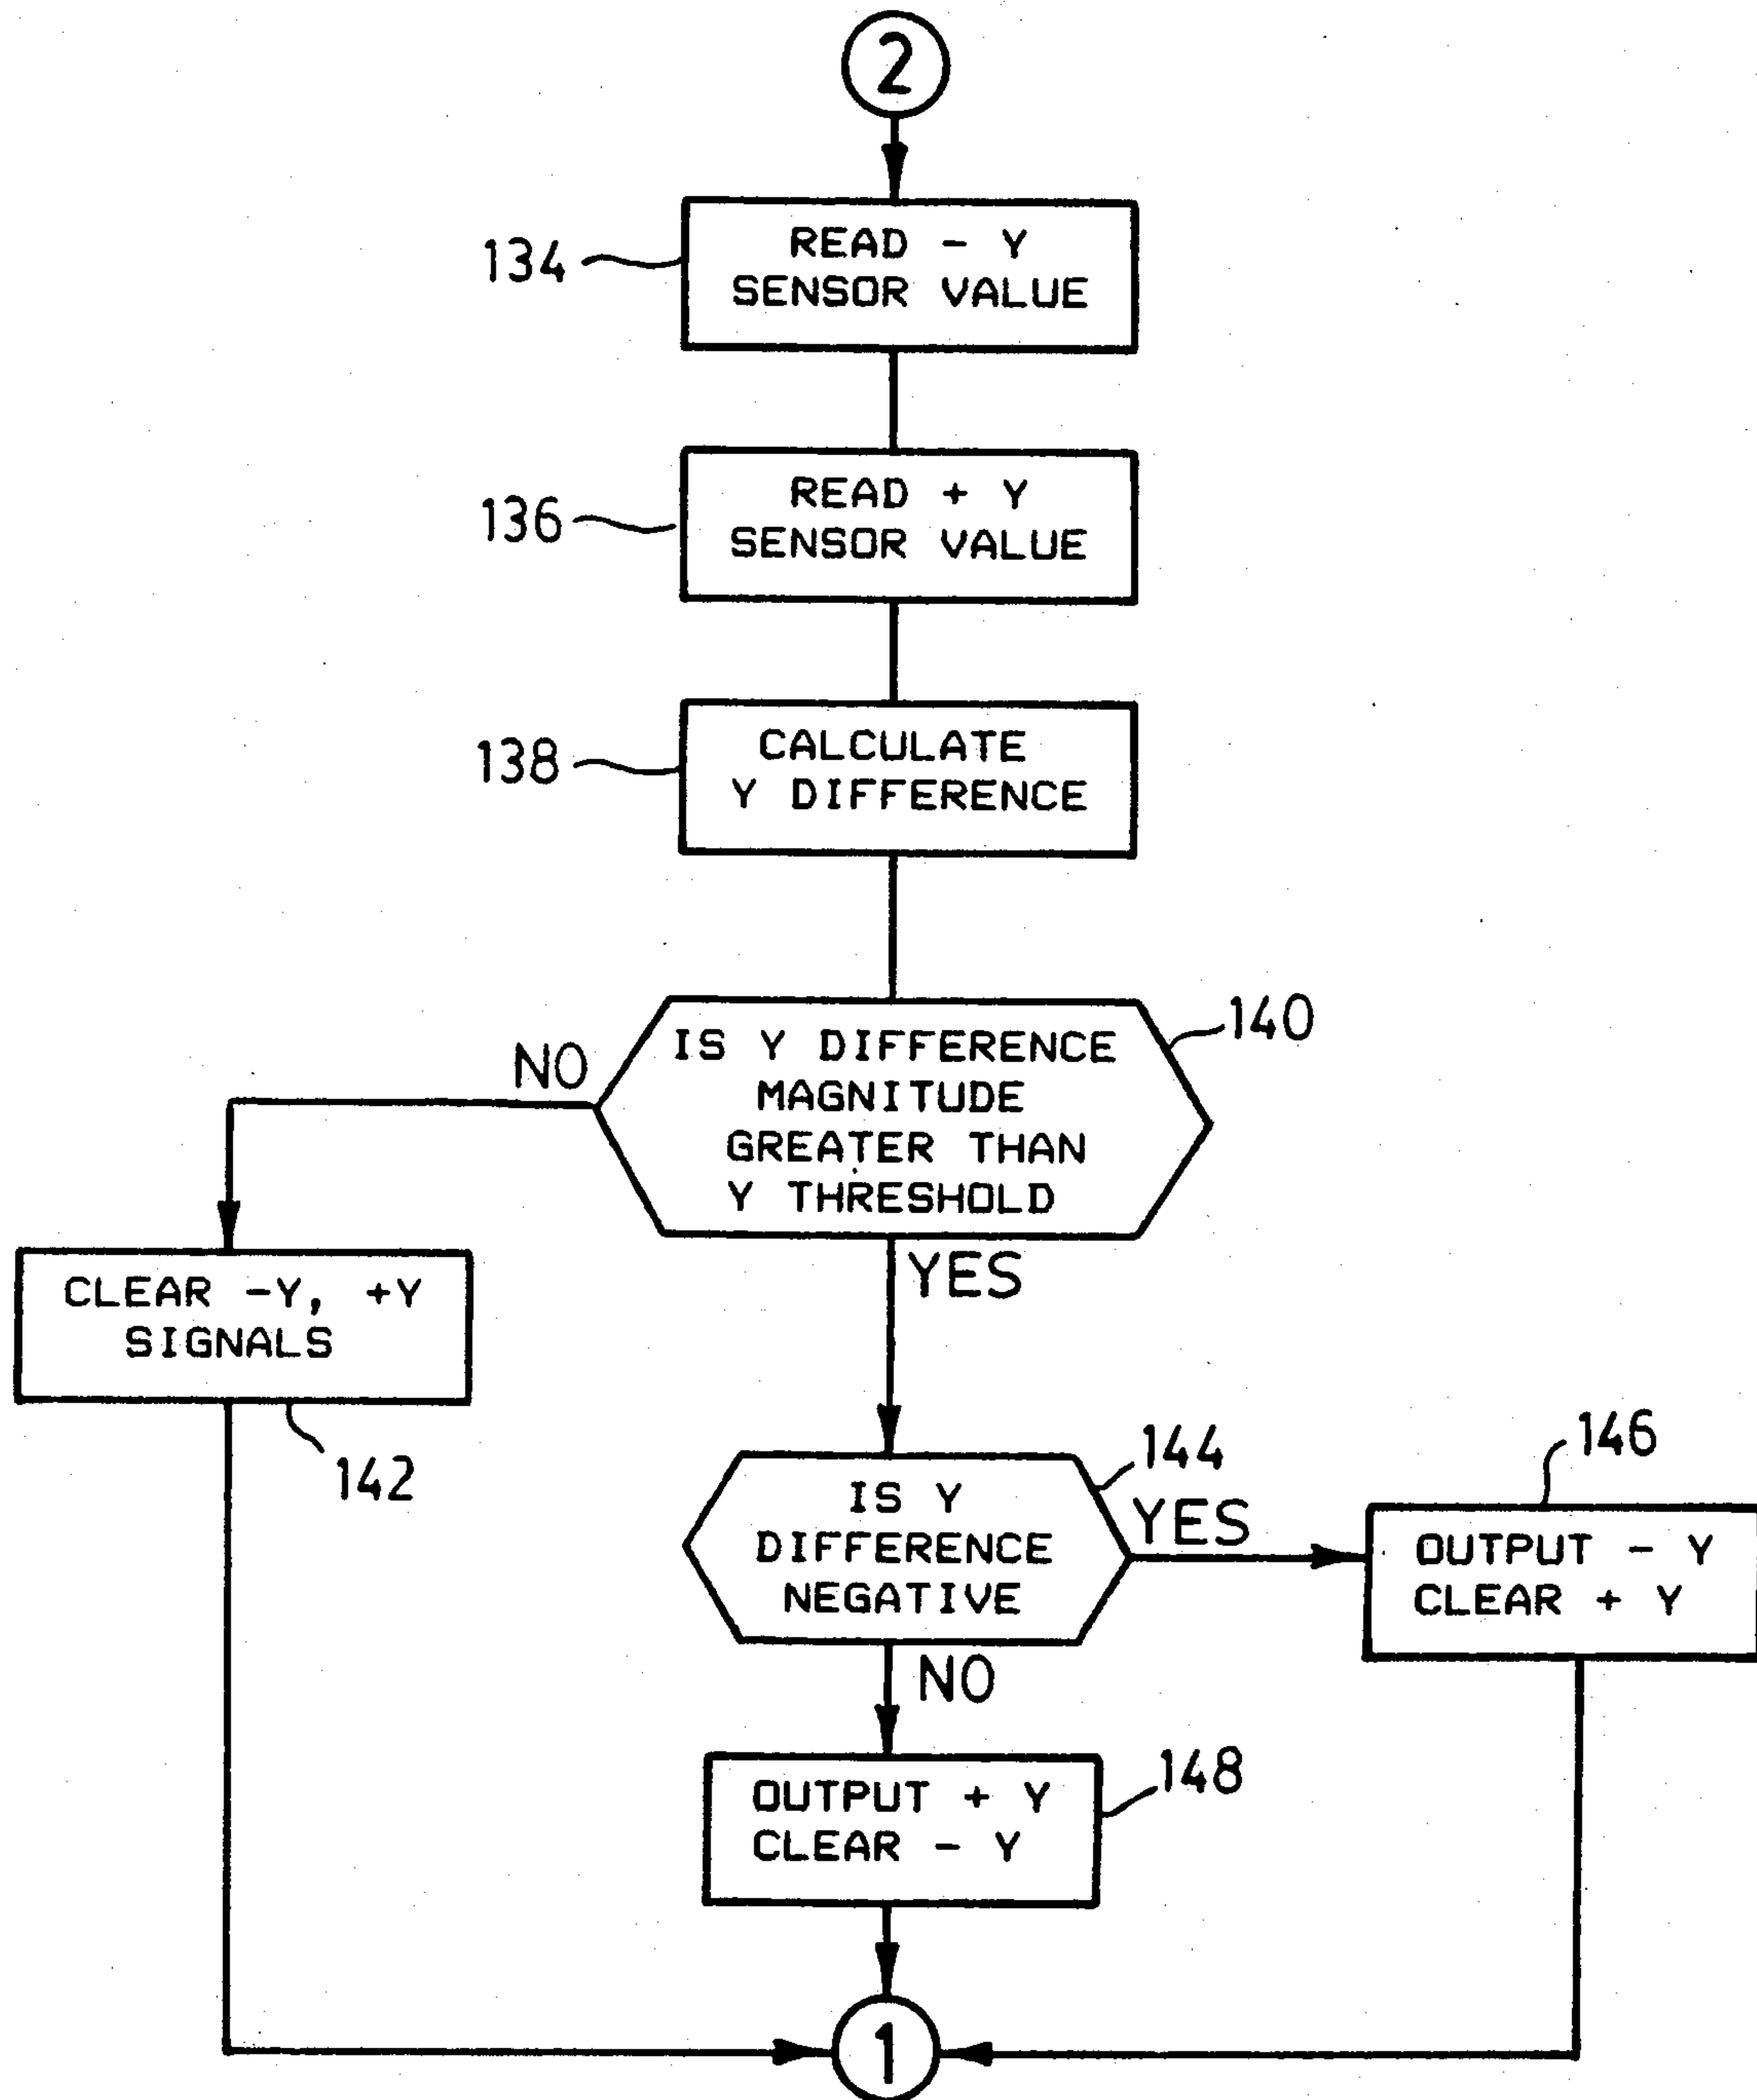 2
134
READ - Y
SENSOR VALUE
136
READ + Y
SENSOR VALUE
138
CALCULATE
Y DIFFERENCE
140
IS Y DIFFERENCE
MAGNITUDE
GREATER THAN
Y THRESHOLD
NO
YES
CLEAR -Y, +Y
SIGNALS
142
144
IS Y
DIFFERENCE
NEGATIVE
YES
146
OUTPUT - Y
CLEAR + Y
NO
148
OUTPUT + Y
CLEAR - Y
1